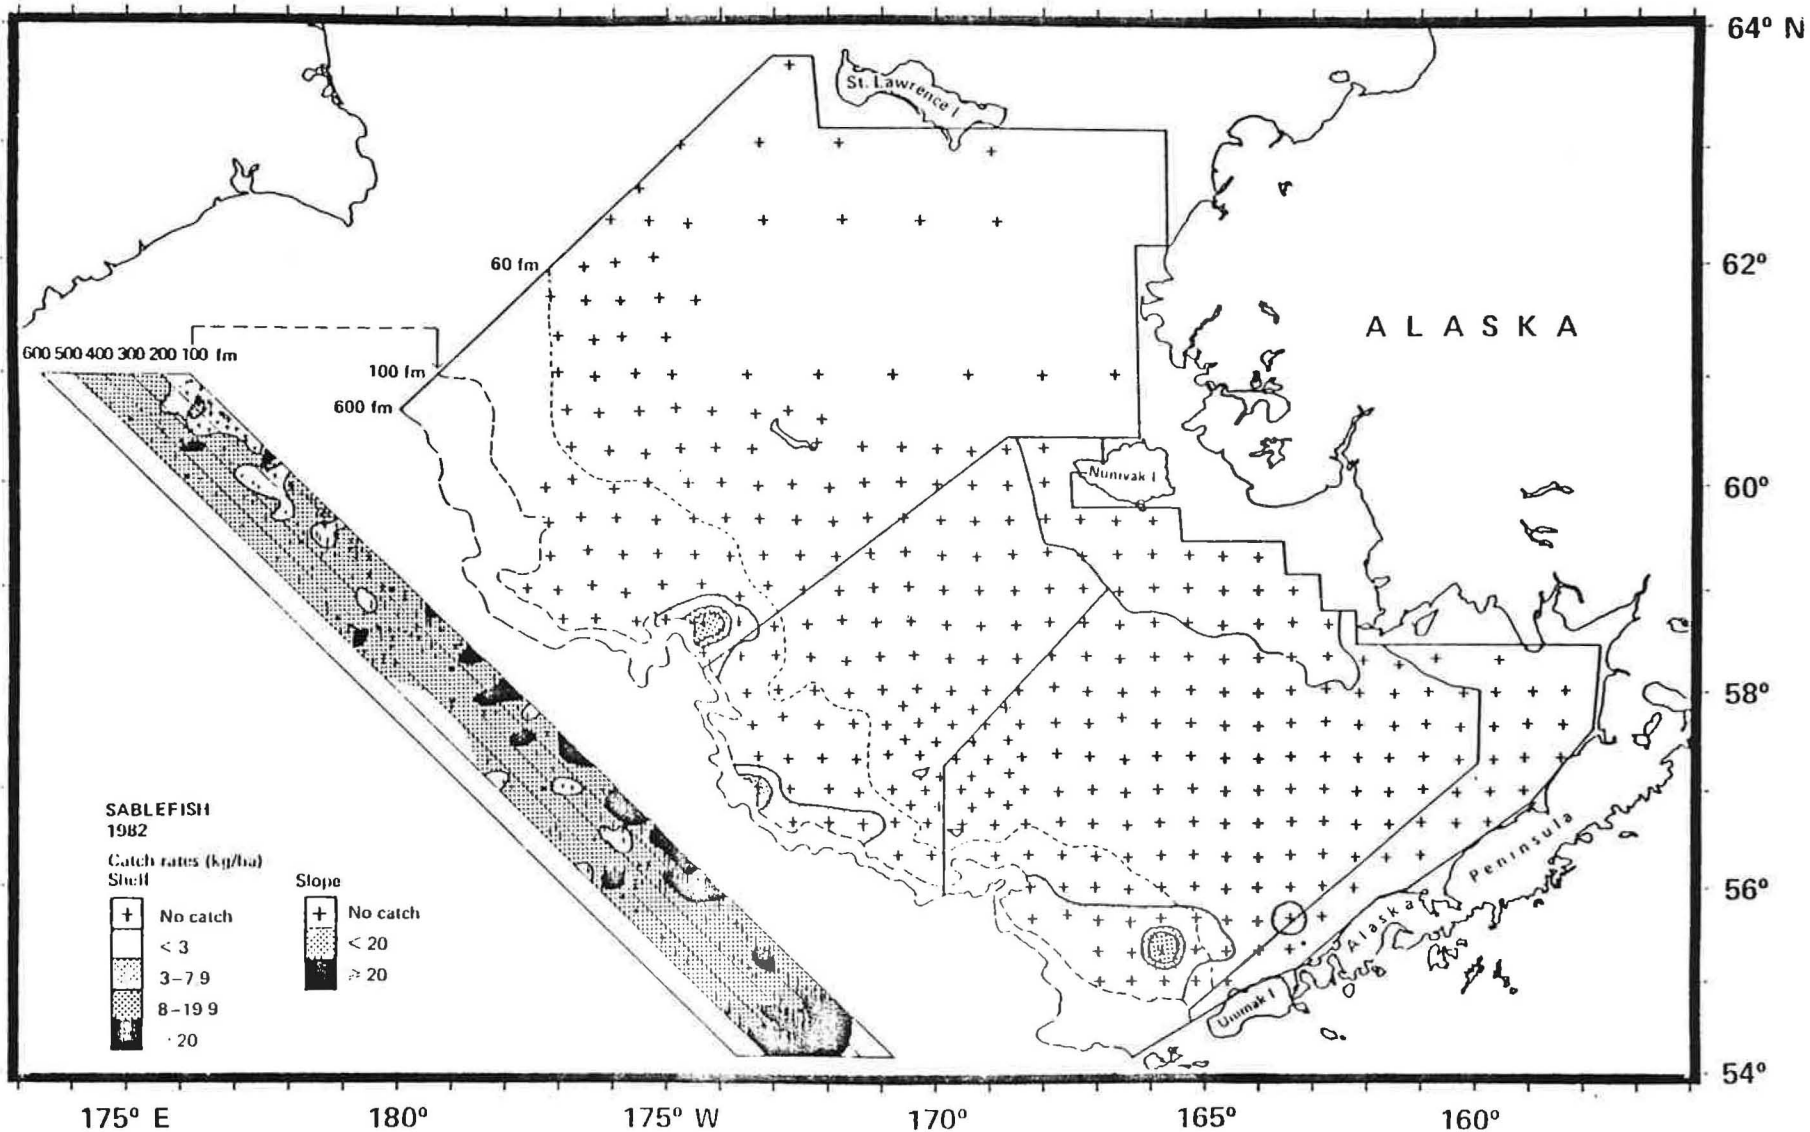 64° N
St. Lawrence I
60 fm
62°
ALASKA
600 500 400 300 200 100 fm
100 fm
600 fm
Nunivak I
60°
58°
SABLEFISH
1982
Catch rates (kg/ha)
Shelf
Slope
+ No catch
+ No catch
< 3
< 20
3–7.9
≥ 20
8–19 9
· 20
Peninsula
56°
Alaska
Unimak I
54°
175° E
180°
175° W
170°
165°
160°